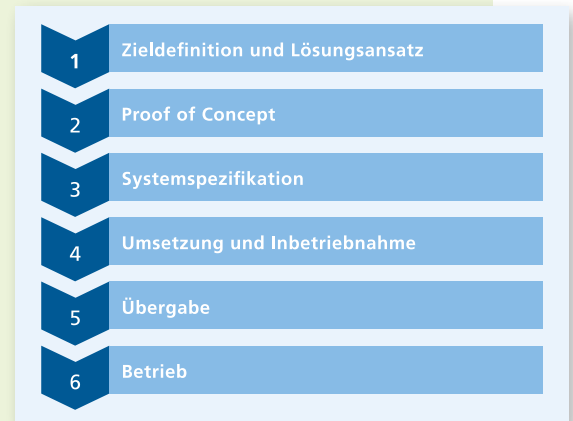 1 Zieldefinition und Lösungsansatz
2 Proof of Concept
3 Systemspezifikation
4 Umsetzung und Inbetriebnahme
5 Übergabe
6 Betrieb